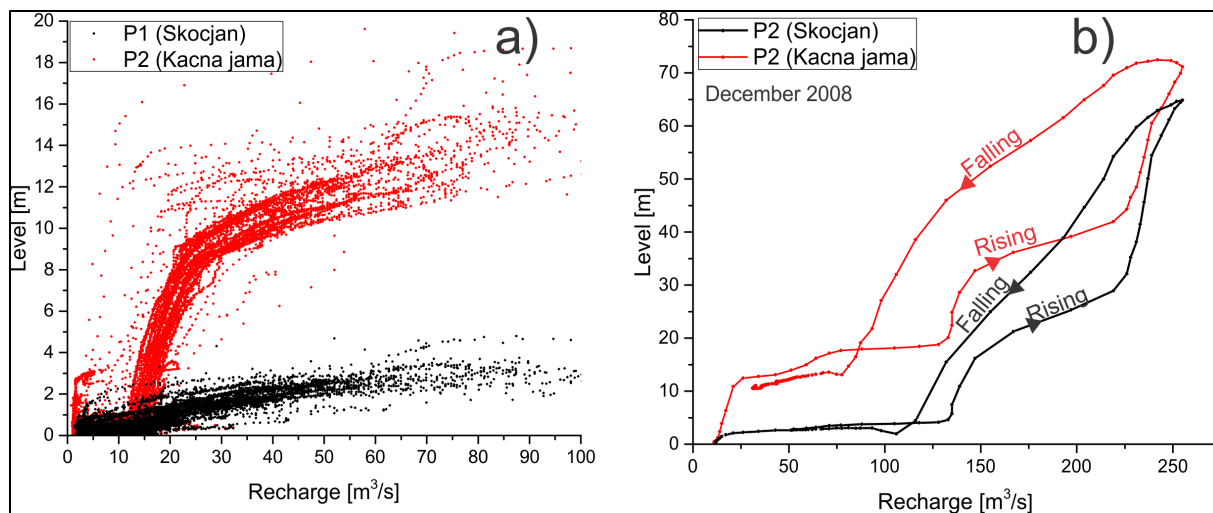 a)
P1 (Skocjan)
P2 (Kacna jama)
Level [m]
20
18
16
14
12
10
8
6
4
2
0
0 10 20 30 40 50 60 70 80 90 100
Recharge [m³/s]
b)
P2 (Skocjan)
P2 (Kacna jama)
December 2008
Level [m]
80
70
60
50
40
30
20
10
0
Falling
Rising
Falling
Rising
0 50 100 150 200 250
Recharge [m³/s]